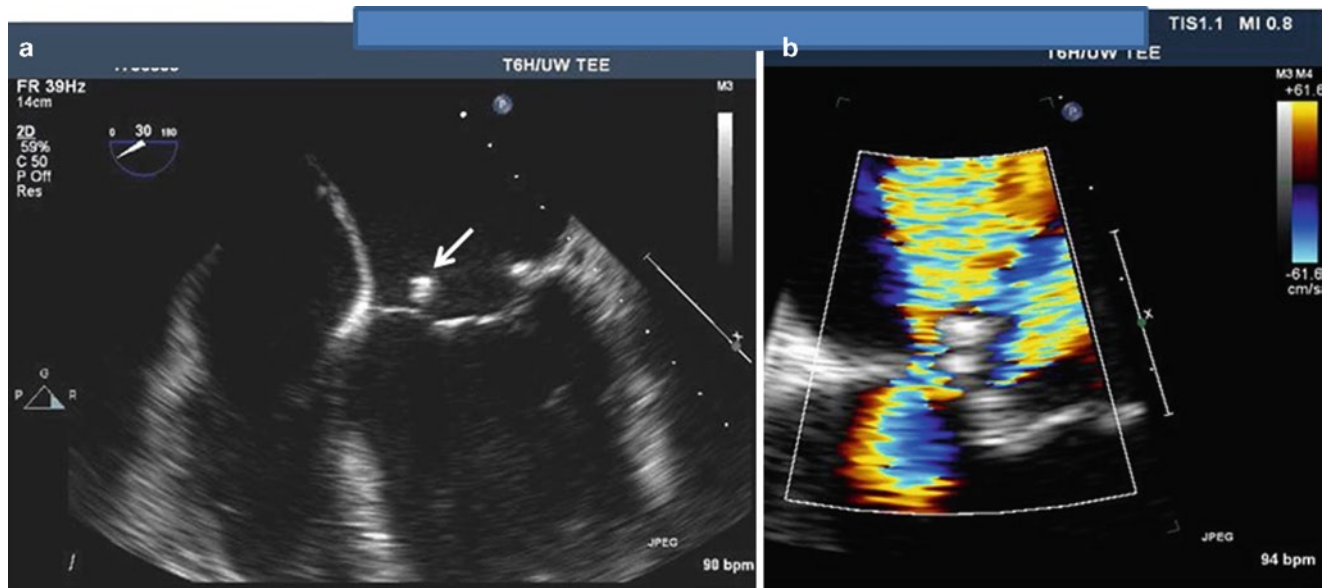 a
T6H/UW TEE
FR 39Hz
14cm
2D
59%
C 50
P Off
Res
0 30 180
P
M3
G
P R
JPEG
90 bpm
TIS1.1 MI 0.8
b
T6H/UW TEE
M3 M4
+61.6
P
-61.6
cm/s
JPEG
94 bpm